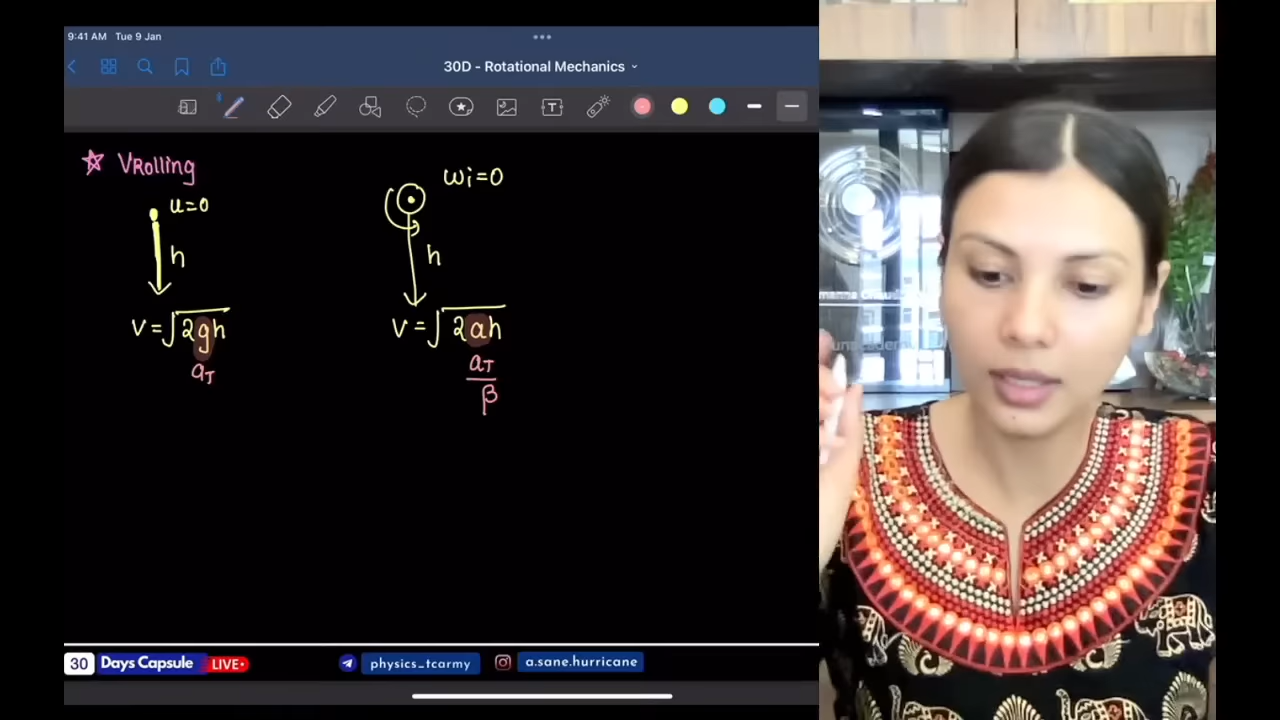 9:41 AM Tue 9 Jan
30D - Rotational Mechanics
VRolling
u=0
h
V=√2gh
aT
ωi=0
h
V=√2ah
aT
β
30 Days Capsule LIVE
physics_tcarmy
a.sane.hurricane